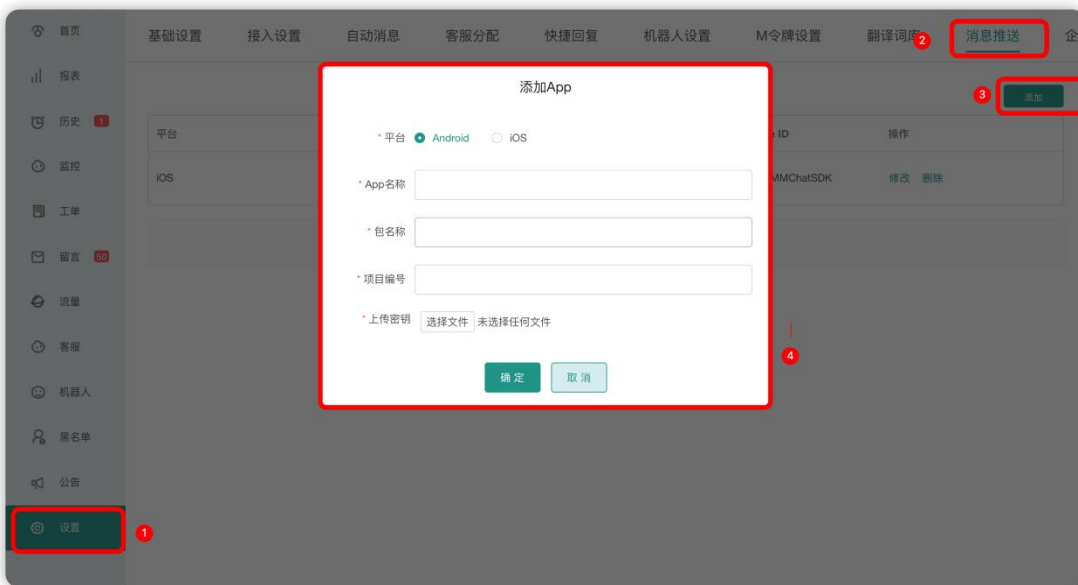 首页
基础设置 接入设置 自动消息 客服分配 快捷回复 机器人设置 M令牌设置 翻译词库 2 消息推送 企
报表
添加App
3 添加
历史 1
平台 ID 操作
* 平台 Android iOS
监控
iOS MMChatSDK 修改 删除
* App名称
工单
* 包名称
留言 50
* 项目编号
流量
* 上传密钥 选择文件 未选择任何文件
客服
4
确定 取消
机器人
黑名单
公告
设置 1